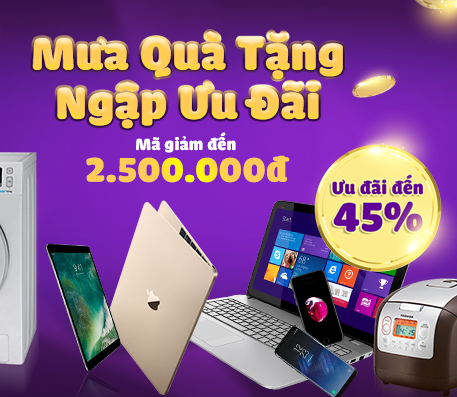 Mưa Quà Tặng
Ngập Ưu Đãi
Mã giảm đến
2.500.000đ
Ưu đãi đến
45%